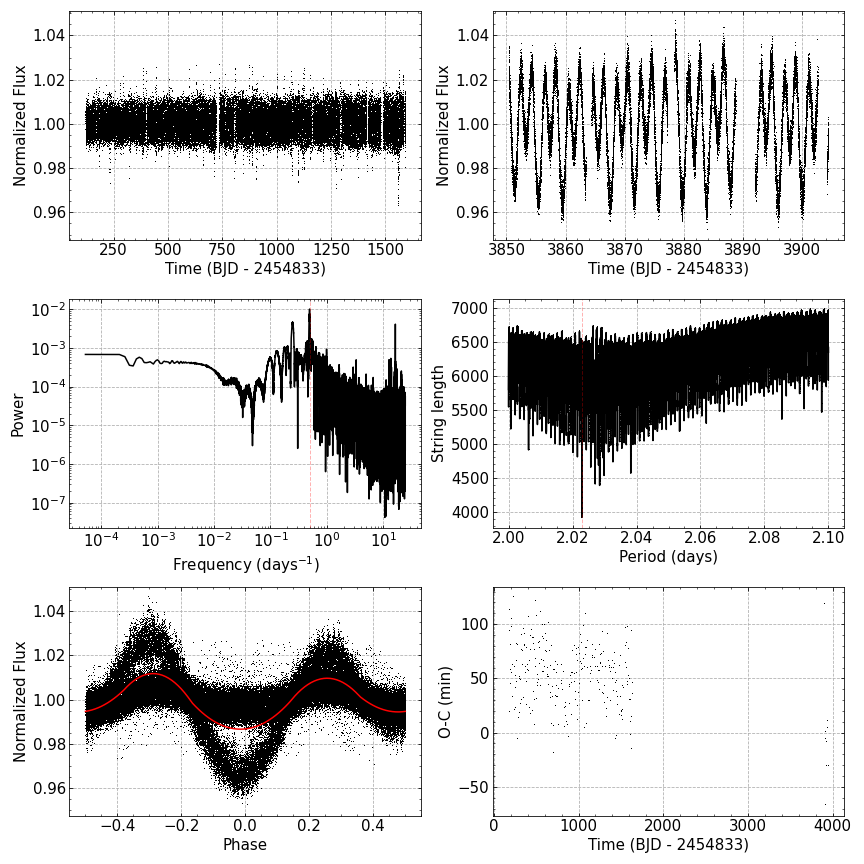 1.04
1.02
1.00
0.98
0.96
Normalized Flux
250 500 750 1000 1250 1500
Time (BJD - 2454833)
1.04
1.02
1.00
0.98
0.96
Normalized Flux
3850 3860 3870 3880 3890 3900
Time (BJD - 2454833)
10⁻²
10⁻³
10⁻⁴
10⁻⁵
10⁻⁶
10⁻⁷
Power
10⁻⁴ 10⁻³ 10⁻² 10⁻¹ 10⁰ 10¹
Frequency (days⁻¹)
7000
6500
6000
5500
5000
4500
4000
String length
2.00 2.02 2.04 2.06 2.08 2.10
Period (days)
1.04
1.02
1.00
0.98
0.96
Normalized Flux
−0.4 −0.2 0.0 0.2 0.4
Phase
100
50
0
−50
O-C (min)
0 1000 2000 3000 4000
Time (BJD - 2454833)